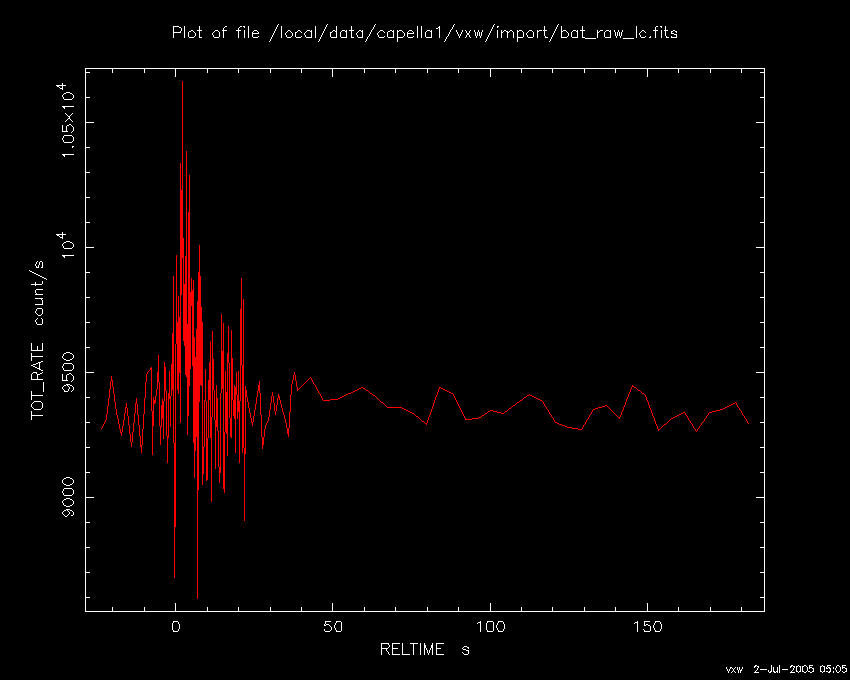 Plot of file /local/data/capella1/vxw/import/bat_raw_lc.fits
TOT_RATE count/s
1.05×10⁴
10⁴
9500
9000
0 50 100 150
RELTIME s
vxw 2-Jul-2005 05:05